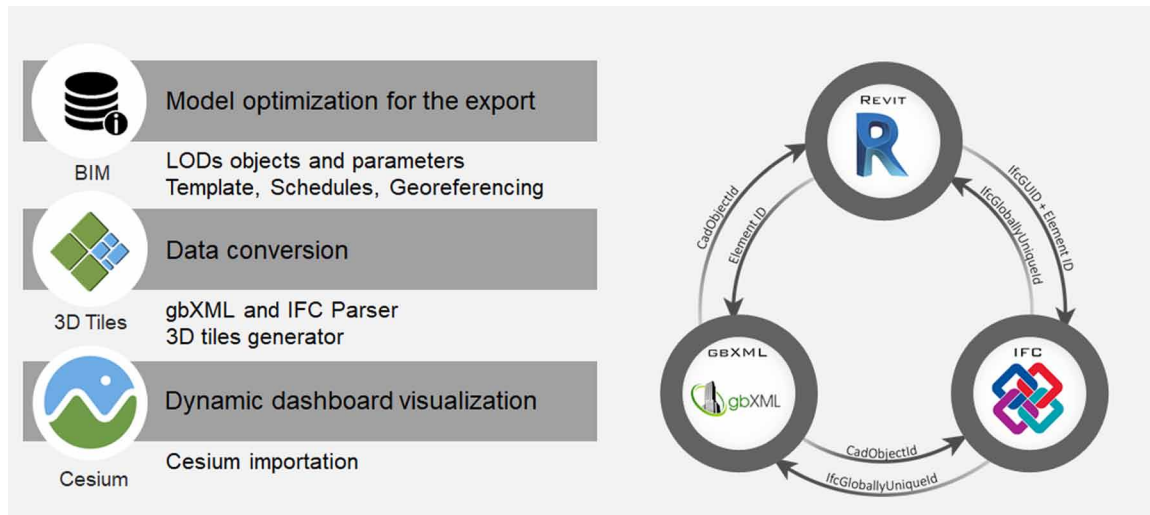 Model optimization for the export
BIM
LODs objects and parameters
Template, Schedules, Georeferencing
Data conversion
3D Tiles
gbXML and IFC Parser
3D tiles generator
Dynamic dashboard visualization
Cesium
Cesium importation
REVIT
R
CadObjectId
Element ID
IfcGUID + Element ID
IfcGloballyUniqueId
GBXML
gbXML
IFC
CadObjectId
IfcGloballyUniqueId